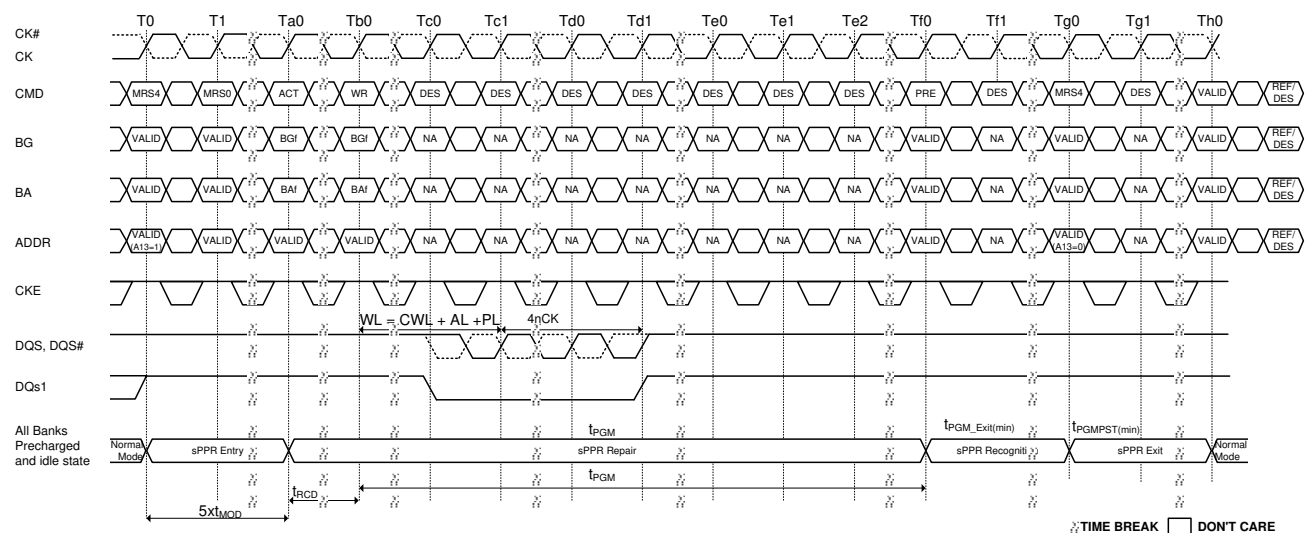 T0 T1 Ta0 Tb0 Tc0 Tc1 Td0 Td1 Te0 Te1 Te2 Tf0 Tf1 Tg0 Tg1 Th0
CK#
CK
CMD MRS4 MRS0 ACT WR DES DES DES DES DES DES DES PRE DES MRS4 DES VALID REF/
DES
BG VALID VALID BGf BGf NA NA NA NA NA NA NA VALID NA VALID NA VALID REF/
DES
BA VALID VALID BAf BAf NA NA NA NA NA NA NA VALID NA VALID NA VALID REF/
DES
ADDR VALID (A13=1) VALID VALID VALID NA NA NA NA NA NA NA VALID NA VALID (A13=0) NA VALID REF/
DES
CKE
WL = CWL + AL +PL 4nCK
DQS, DQS#
DQs1
All Banks
Precharged
and idle state
tPGM tPGM_Exit(min) tPGMPST(min)
Normal
Mode sPPR Entry sPPR Repair sPPR Recogniti sPPR Exit Normal
Mode
tRCD tPGM
5xtMOD
TIME BREAK DON'T CARE